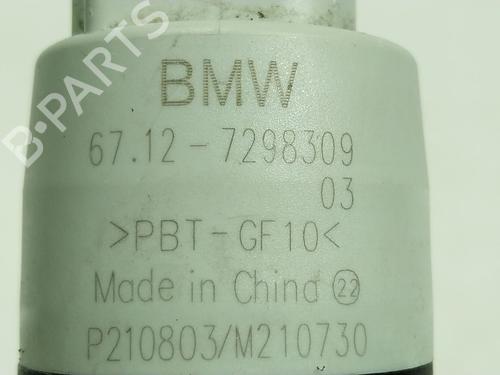 B-PARTS
BMW
67.12-7298309
03
>PBT-GF10<
Made in China 22
P210803/M210730